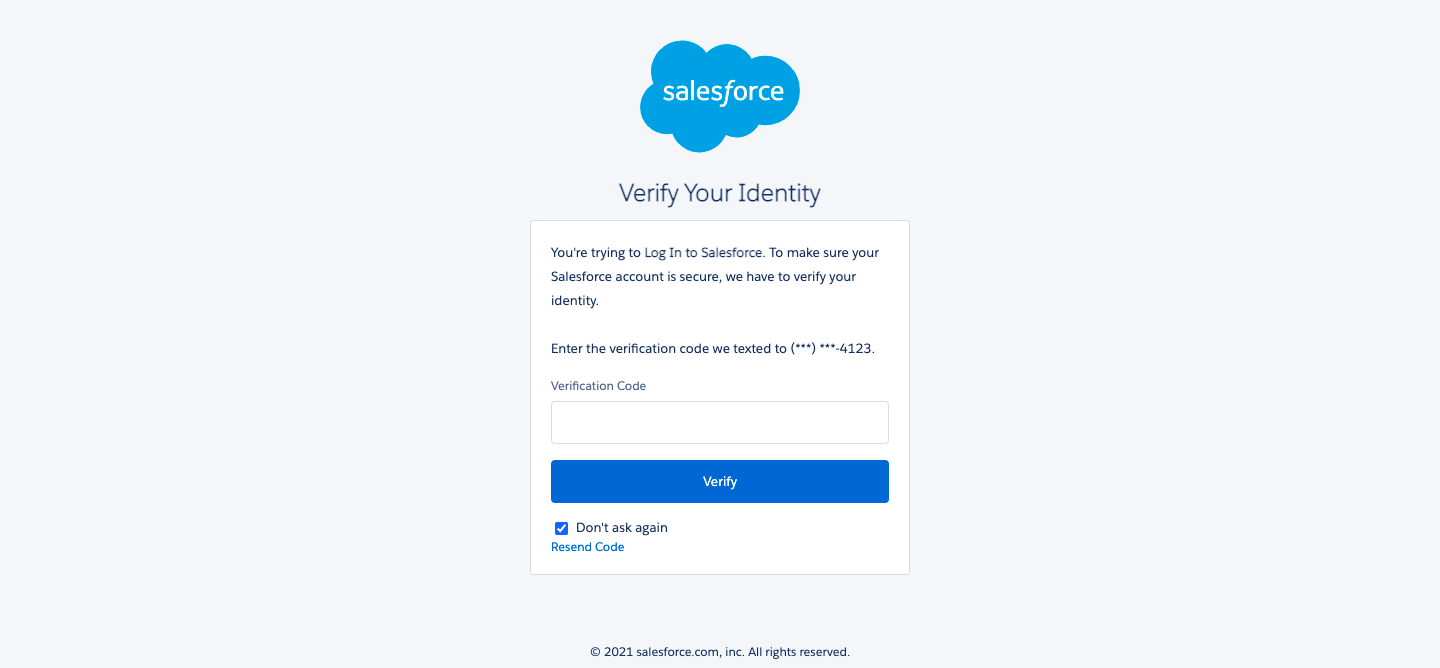 salesforce
Verify Your Identity
You're trying to Log In to Salesforce. To make sure your
Salesforce account is secure, we have to verify your
identity.
Enter the verification code we texted to (***) ***-4123.
Verification Code
Verify
Don't ask again
Resend Code
© 2021 salesforce.com, inc. All rights reserved.